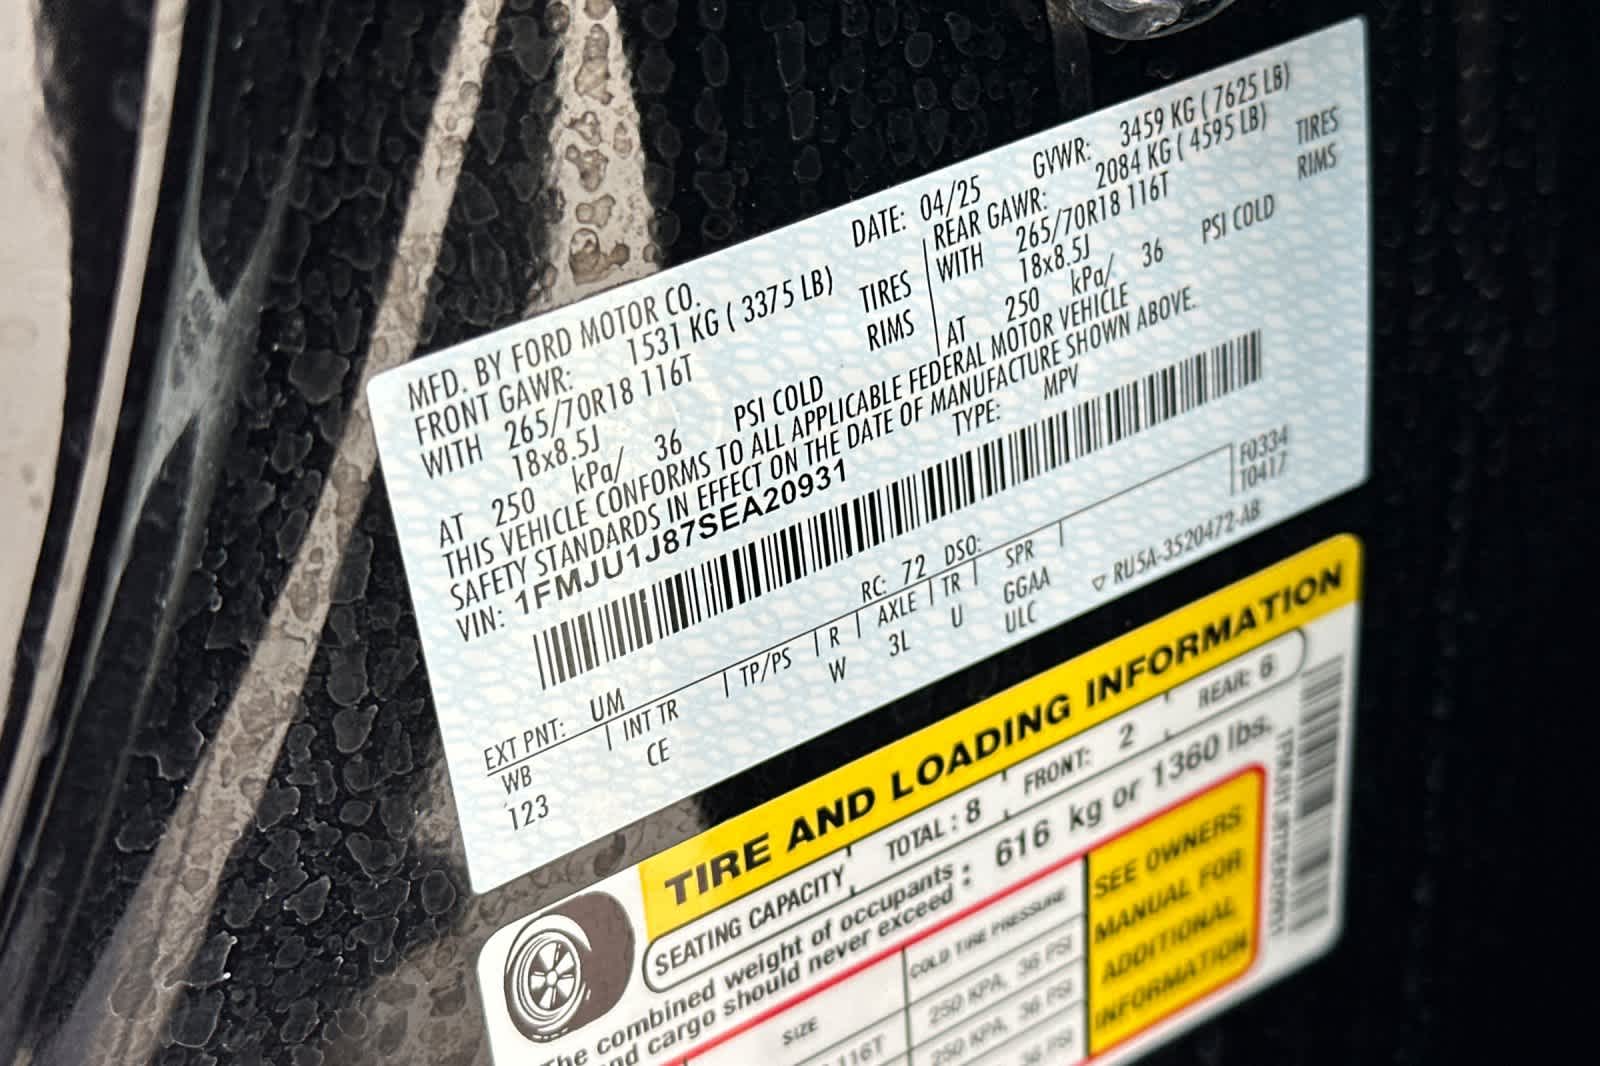 MFD. BY FORD MOTOR CO.
DATE: 04/25
GVWR: 3459 KG ( 7625 LB)
FRONT GAWR: 1531 KG ( 3375 LB)
REAR GAWR: 2084 KG ( 4595 LB)
WITH 265/70R18 116T TIRES
WITH 265/70R18 116T TIRES
18x8.5J RIMS
18x8.5J RIMS
AT 250 kPa/ 36 PSI COLD
AT 250 kPa/ 36 PSI COLD
THIS VEHICLE CONFORMS TO ALL APPLICABLE FEDERAL MOTOR VEHICLE
SAFETY STANDARDS IN EFFECT ON THE DATE OF MANUFACTURE SHOWN ABOVE.
VIN: 1FMJU1J87SEA20931
TYPE: MPV
F0334
T0417
EXT PNT: UM
RC: 72 DSO:
WB INT TR TP/PS R AXLE TR SPR
123 CE W 3L U GGAA
ULC
▽ RU5A-3520472-AB
TIRE AND LOADING INFORMATION
SEATING CAPACITY TOTAL: 8 FRONT: 2 REAR: 6
The combined weight of occupants
and cargo should never exceed : 616 kg or 1360 lbs.
SIZE
COLD TIRE PRESSURE
116T
250 KPA, 36 PSI
250 KPA, 36 PSI
36 PSI
SEE OWNERS
MANUAL FOR
ADDITIONAL
INFORMATION